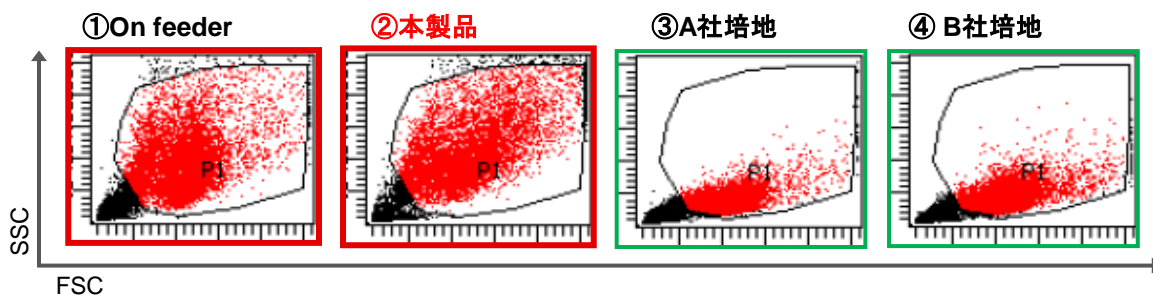 ①On feeder
②本製品
③A社培地
④ B社培地
P1
P1
P1
P1
SSC
FSC